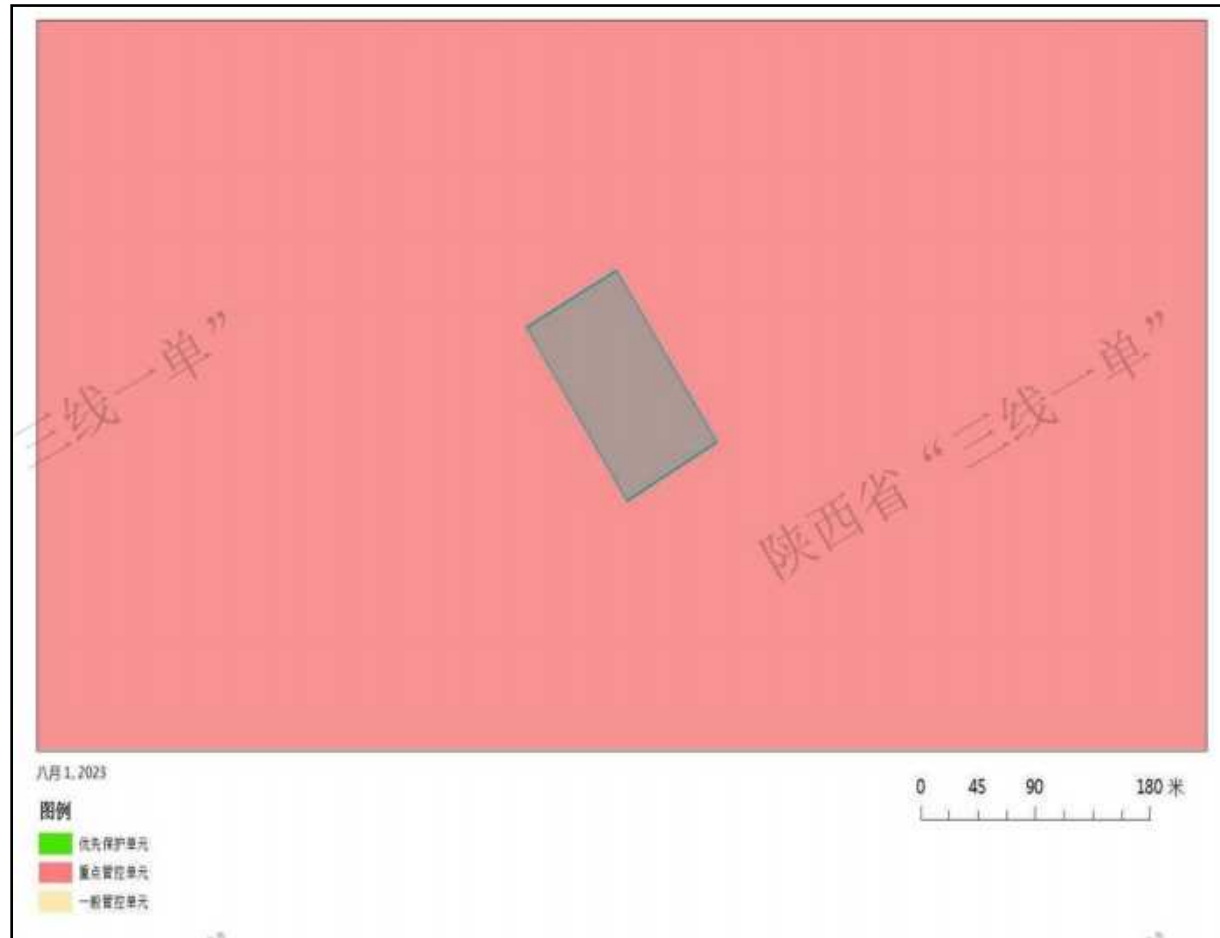 三线一单”
陕西省“三线一单”
八月 1, 2023
0 45 90 180 米
图例
优先保护单元
重点管控单元
一般管控单元